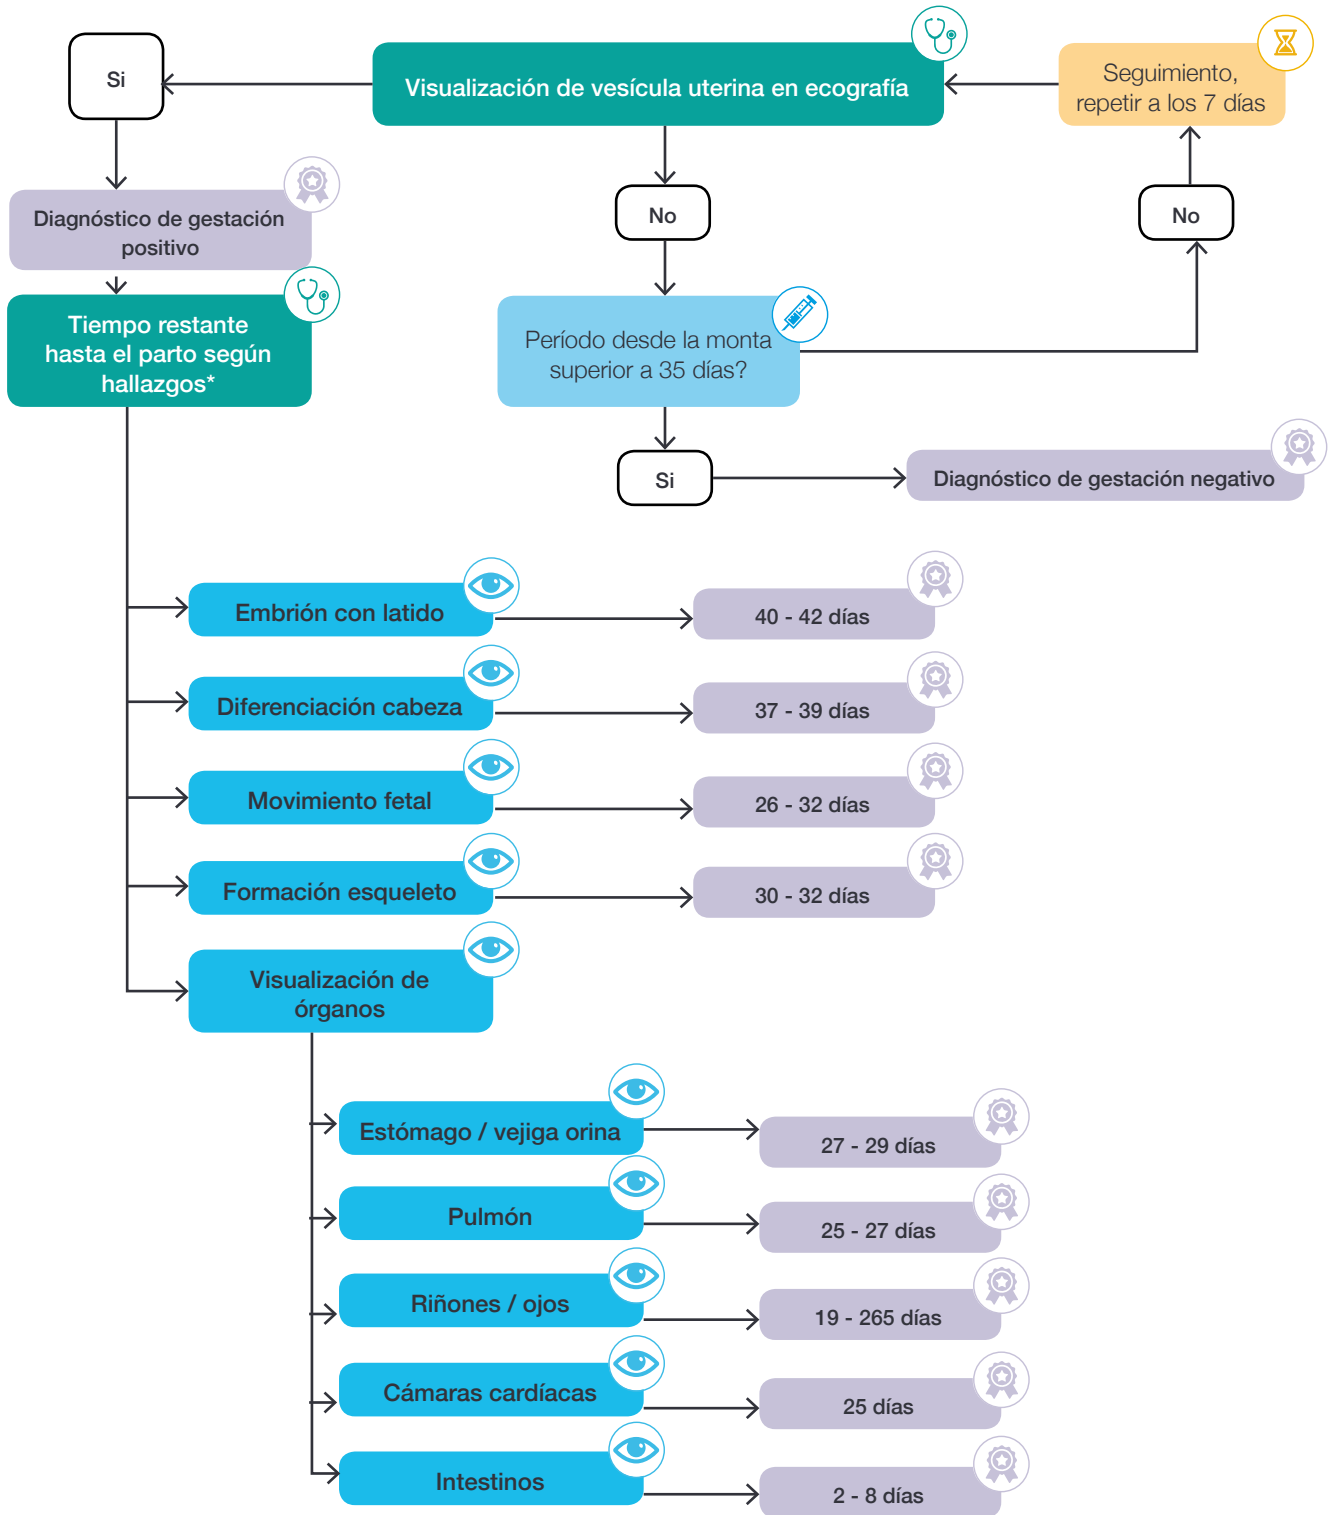 Si
Visualización de vesícula uterina en ecografía
Seguimiento,
repetir a los 7 días
Diagnóstico de gestación
positivo
No
No
Tiempo restante
hasta el parto según
hallazgos*
Período desde la monta
superior a 35 días?
Si
Diagnóstico de gestación negativo
Embrión con latido
40 - 42 días
Diferenciación cabeza
37 - 39 días
Movimiento fetal
26 - 32 días
Formación esqueleto
30 - 32 días
Visualización de
órganos
Estómago / vejiga orina
27 - 29 días
Pulmón
25 - 27 días
Riñones / ojos
19 - 265 días
Cámaras cardíacas
25 días
Intestinos
2 - 8 días